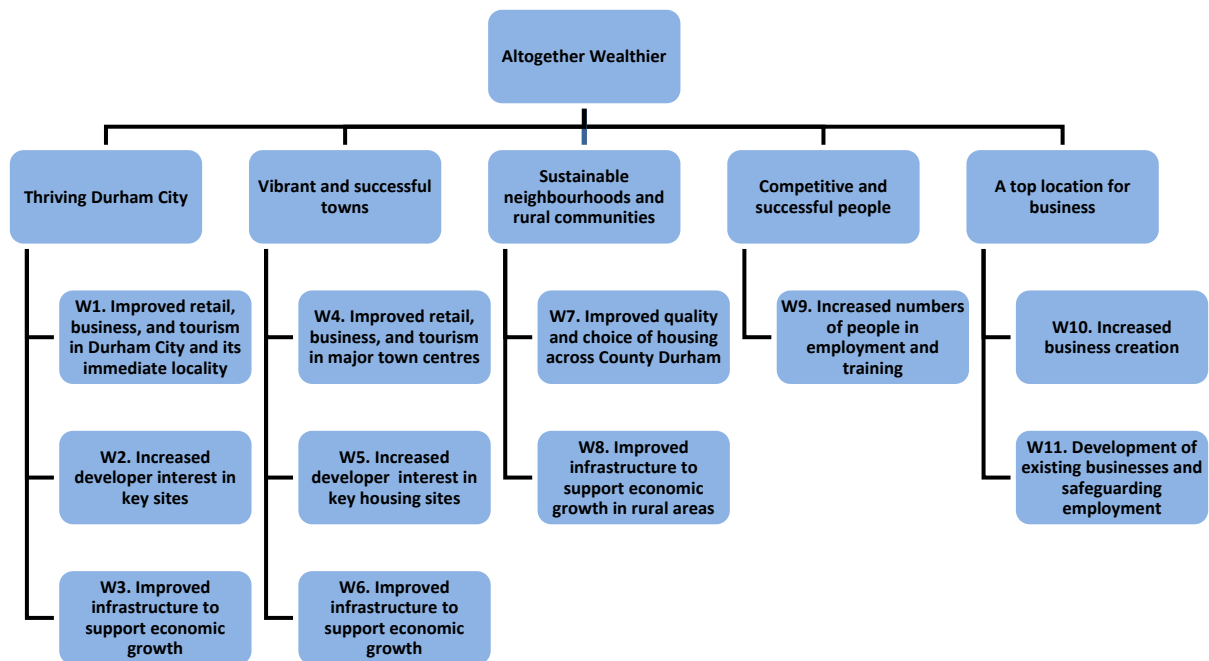 Altogether Wealthier
Thriving Durham City
Vibrant and successful
towns
Sustainable
neighbourhoods and
rural communities
Competitive and
successful people
A top location for
business
W1. Improved retail,
business, and tourism
in Durham City and its
immediate locality
W4. Improved retail,
business, and tourism
in major town centres
W7. Improved quality
and choice of housing
across County Durham
W9. Increased numbers
of people in
employment and
training
W10. Increased
business creation
W2. Increased
developer interest in
key sites
W5. Increased
developer  interest in
key housing sites
W8. Improved
infrastructure to
support economic
growth in rural areas
W11. Development of
existing businesses and
safeguarding
employment
W3. Improved
infrastructure to
support economic
growth
W6. Improved
infrastructure to
support economic
growth